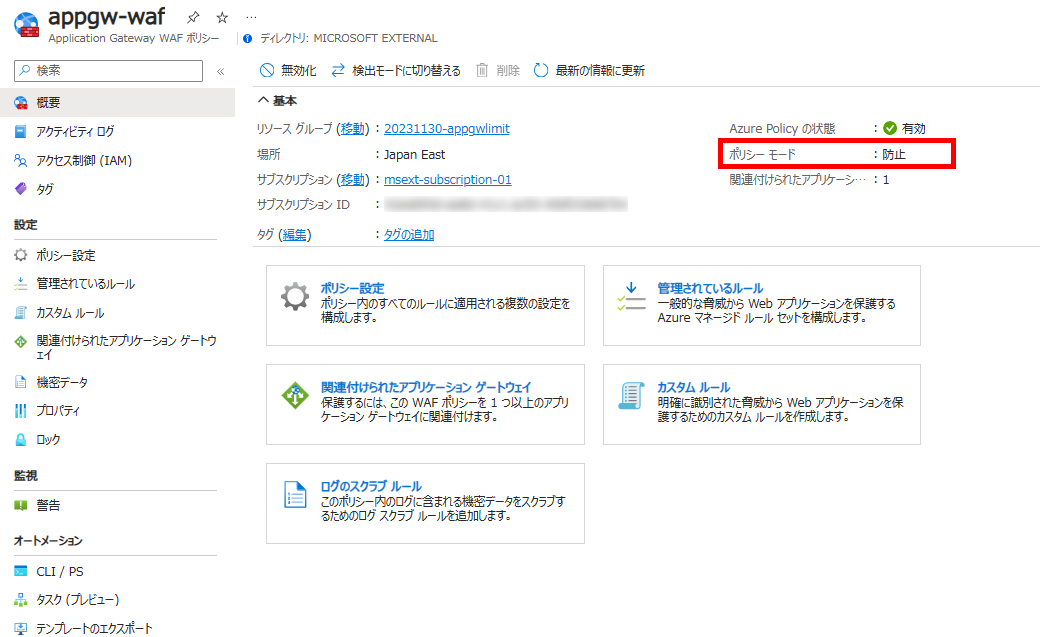 appgw-waf
Application Gateway WAF ポリシー
ディレクトリ: MICROSOFT EXTERNAL
検索
概要
アクティビティ ログ
アクセス制御 (IAM)
タグ
設定
ポリシー設定
管理されているルール
カスタム ルール
関連付けられたアプリケーション ゲートウ
ェイ
機密データ
プロパティ
ロック
監視
警告
オートメーション
CLI / PS
タスク (プレビュー)
テンプレートのエクスポート
無効化 検出モードに切り替える 削除 最新の情報に更新
基本
リソース グループ (移動) : 20231130-appgwlimit
場所 : Japan East
サブスクリプション (移動) : msext-subscription-01
サブスクリプション ID :
タグ (編集) : タグの追加
Azure Policy の状態 : 有効
ポリシー モード : 防止
関連付けられたアプリケーシ… : 1
ポリシー設定
ポリシー内のすべてのルールに適用される複数の設定を
構成します。
管理されているルール
一般的な脅威から Web アプリケーションを保護する
Azure マネージド ルール セットを構成します。
関連付けられたアプリケーション ゲートウェイ
保護するには、この WAF ポリシーを 1 つ以上のアプリ
ケーション ゲートウェイに関連付けます。
カスタム ルール
明確に識別された脅威から Web アプリケーションを保
護するためのカスタム ルールを作成します。
ログのスクラブ ルール
このポリシー内のログに含まれる機密データをスクラブす
るためのログ スクラブ ルールを追加します。